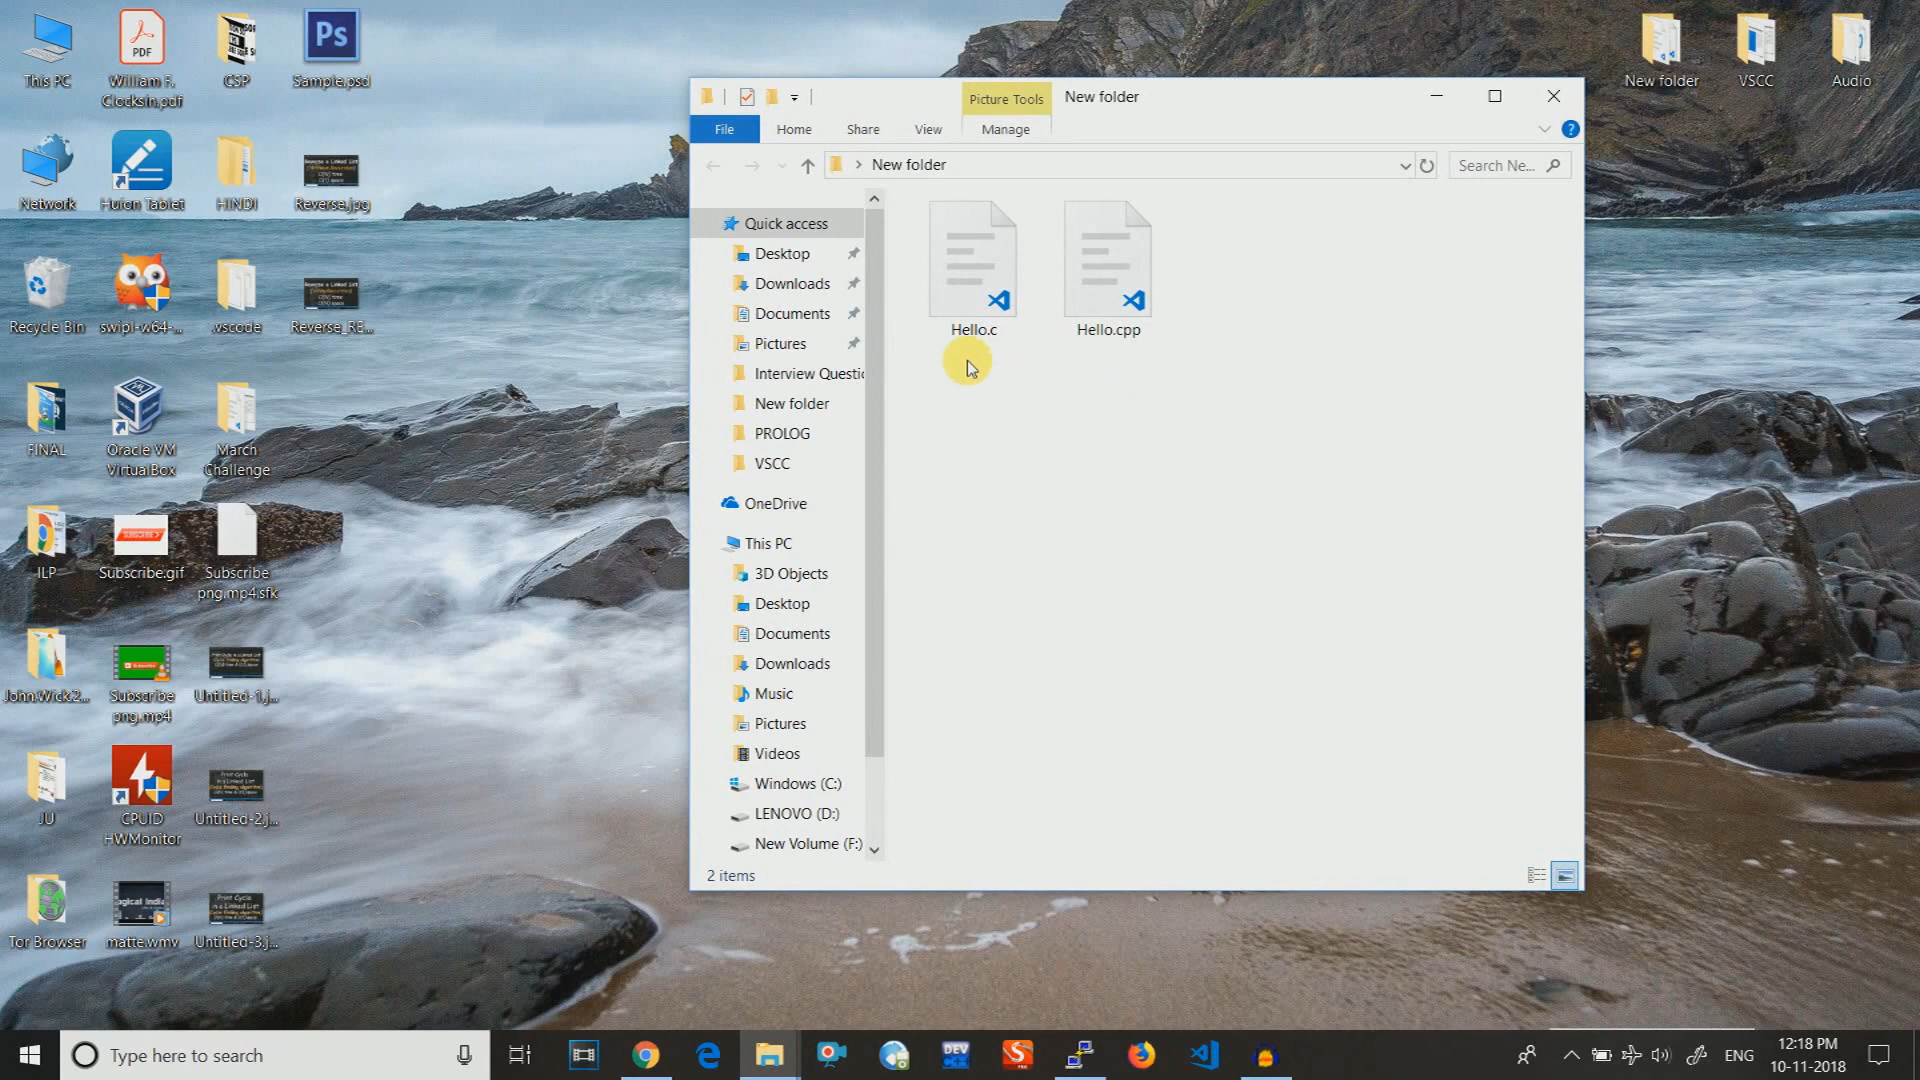 This PC
William F.
Clocksin.pdf
CSP
Ps
Sample.psd
PDF
Network
Huion Tablet
HINDI
Reverse.jpg
Recycle Bin
swipl-w64-...
.vscode
Reverse_RE...
FINAL
Oracle VM
VirtualBox
March
Challenge
ILP
SUBSCRIBE
Subscribe.gif
Subscribe
png.mp4.sfk
John.Wick.2...
Subscribe
png.mp4
Untitled-1.j...
JU
CPUID
HWMonitor
Untitled-2.j...
Tor Browser
matte.wmv
Untitled-3.j...
New folder
VSCC
Audio
Picture Tools
New folder
File
Home
Share
View
Manage
New folder
Search Ne...
Quick access
Desktop
Downloads
Documents
Pictures
Interview Questio
New folder
PROLOG
VSCC
OneDrive
This PC
3D Objects
Desktop
Documents
Downloads
Music
Pictures
Videos
Windows (C:)
LENOVO (D:)
New Volume (F:)
Hello.c
Hello.cpp
2 items
Type here to search
DEV
ENG
12:18 PM
10-11-2018